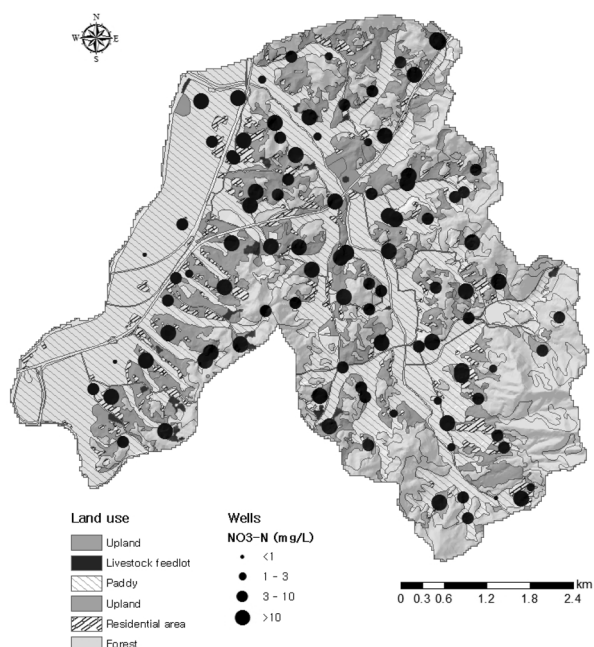 N
W E
S
Land use
Upland
Livestock feedlot
Paddy
Upland
Residential area
Forest
Wells
NO3-N (mg/L)
<1
1 - 3
3 - 10
>10
km
0 0.3 0.6 1.2 1.8 2.4